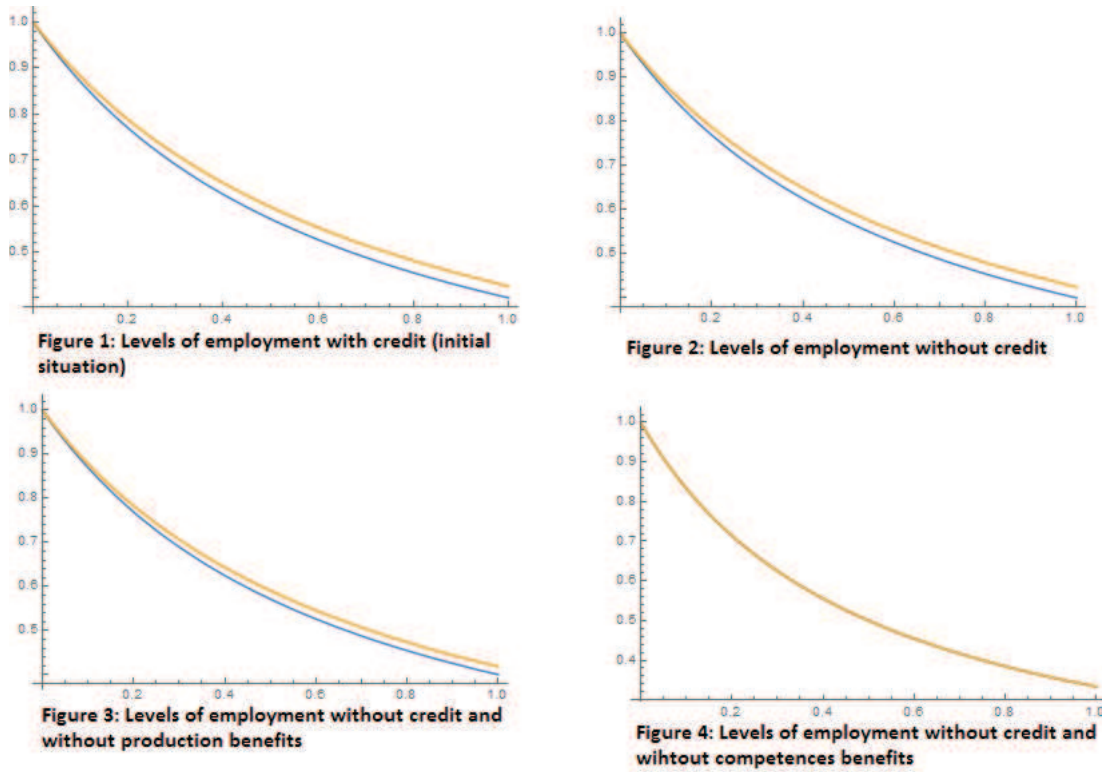 1.0
0.9
0.8
0.7
0.6
0.5
0.2 0.4 0.6 0.8 1.0
Figure 1: Levels of employment with credit (initial
situation)
1.0
0.9
0.8
0.7
0.6
0.5
0.2 0.4 0.6 0.8 1.0
Figure 2: Levels of employment without credit
1.0
0.9
0.8
0.7
0.6
0.5
0.2 0.4 0.6 0.8 1.0
Figure 3: Levels of employment without credit and
without production benefits
1.0
0.9
0.8
0.7
0.6
0.5
0.4
0.2 0.4 0.6 0.8 1.0
Figure 4: Levels of employment without credit and
wihtout competences benefits